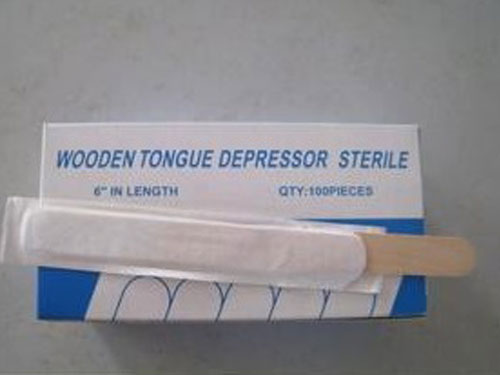 WOODEN TONGUE DEPRESSOR STERILE
6" IN LENGTH QTY:100PIECES